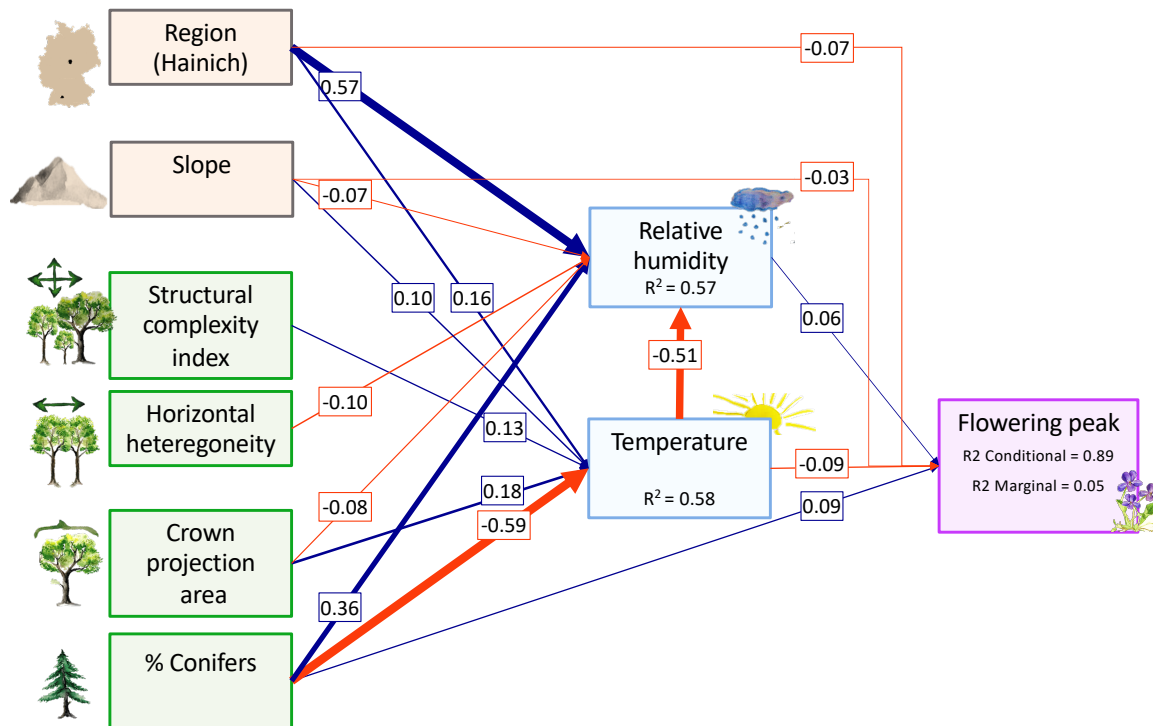 Region
(Hainich)
-0.07
0.57
Slope
-0.03
-0.07
Relative
humidity
R² = 0.57
Structural
complexity
index
0.10
0.16
0.06
-0.51
Horizontal
heteregoneity
-0.10
0.13
Temperature
R² = 0.58
-0.09
Flowering peak
R2 Conditional = 0.89
R2 Marginal = 0.05
0.18
-0.08
-0.59
0.09
Crown
projection
area
0.36
% Conifers